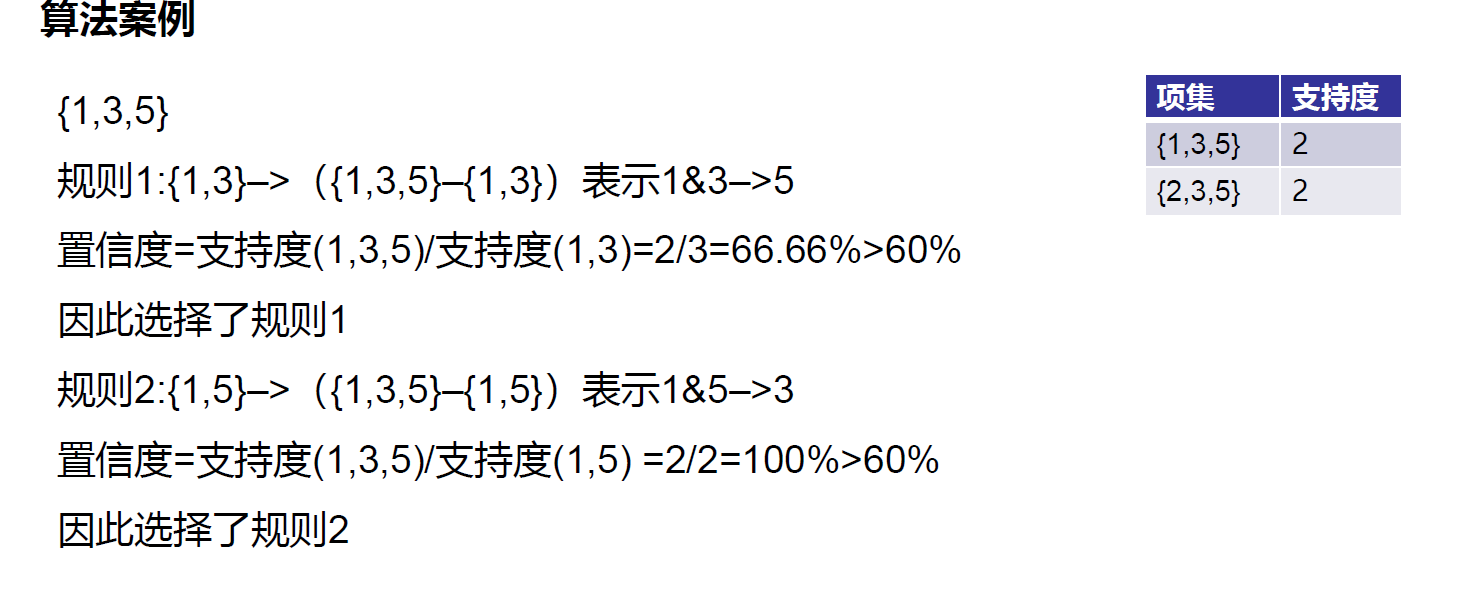 算法案例
{1,3,5}
规则1:{1,3}–>（{1,3,5}–{1,3}）表示1&3–>5
置信度=支持度(1,3,5)/支持度(1,3)=2/3=66.66%>60%
因此选择了规则1
规则2:{1,5}–>（{1,3,5}–{1,5}）表示1&5–>3
置信度=支持度(1,3,5)/支持度(1,5) =2/2=100%>60%
因此选择了规则2
项集 支持度
{1,3,5} 2
{2,3,5} 2